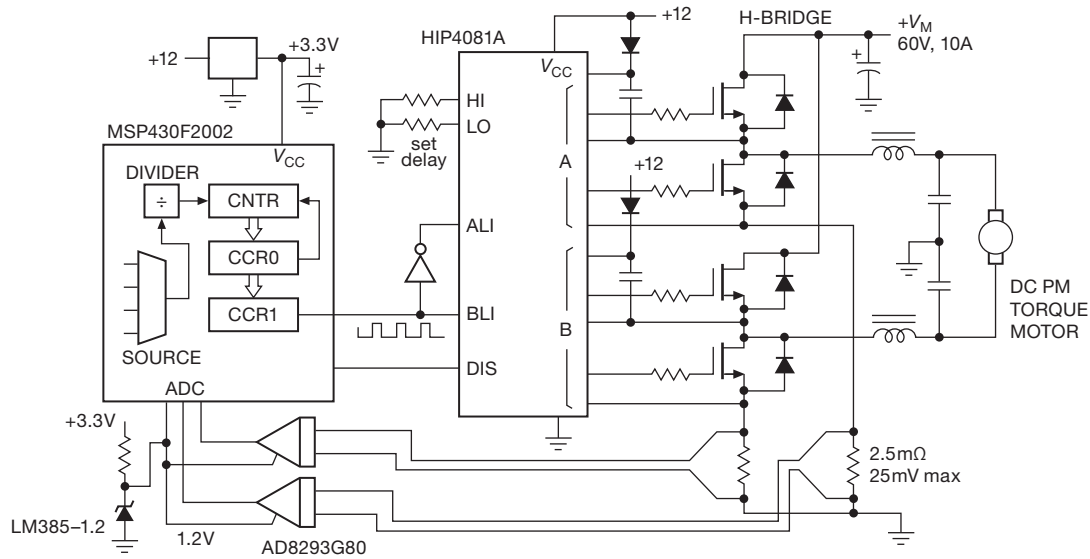 +12
H-BRIDGE
+VM
60V, 10A
HIP4081A
+3.3V
+
+12
+
VCC
HI
LO
set
delay
MSP430F2002
VCC
A
+12
DIVIDER
÷
CNTR
ALI
CCR0
CCR1
BLI
B
DC PM
TORQUE
MOTOR
SOURCE
DIS
ADC
+3.3V
2.5mΩ
25mV max
LM385–1.2
1.2V
AD8293G80